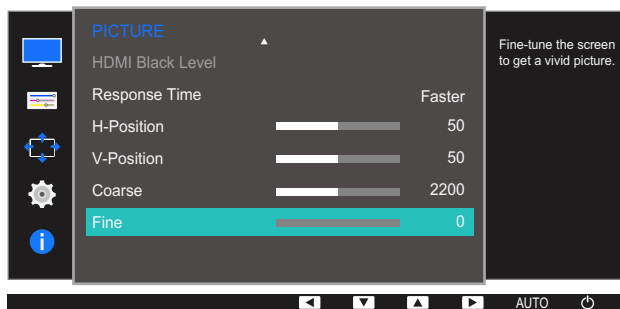 PICTURE
HDMI Black Level
Response Time Faster
H-Position 50
V-Position 50
Coarse 2200
Fine 0
Fine-tune the screen
to get a vivid picture.
AUTO